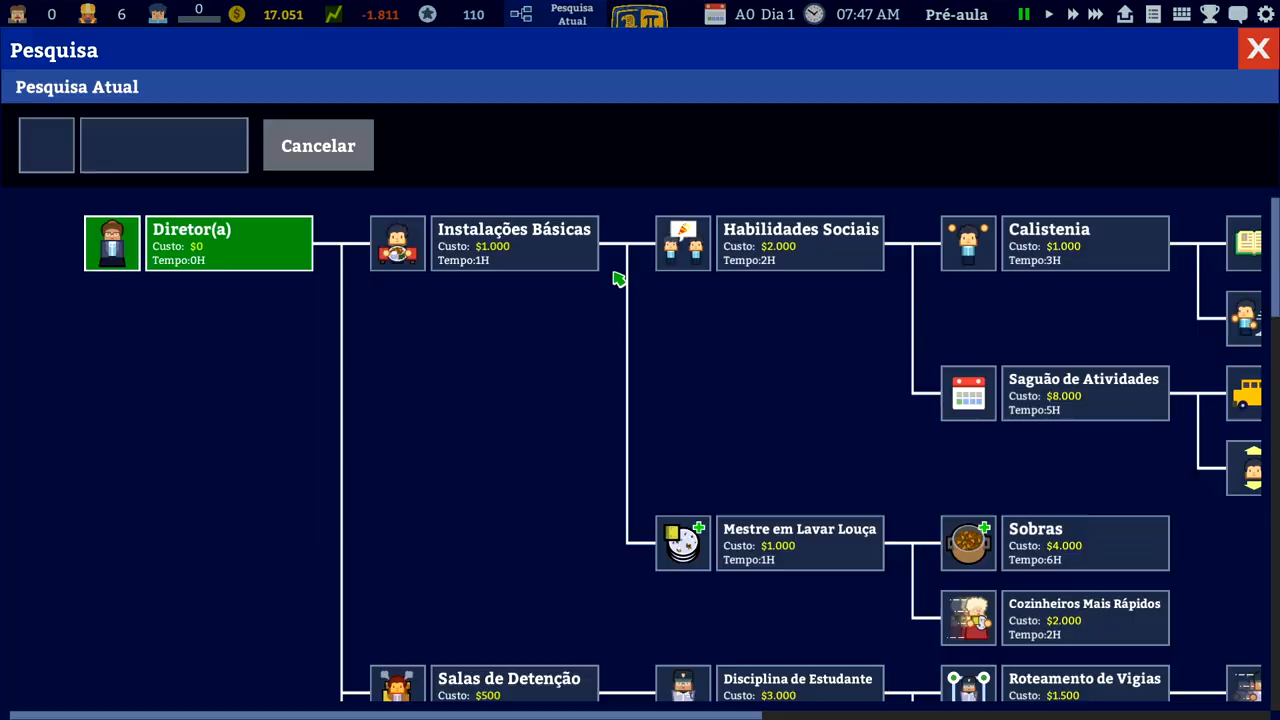 0 6 0 17.051 -1.811 110 Pesquisa Atual A0 Dia 1 07:47 AM Pré-aula
Pesquisa X
Pesquisa Atual
Cancelar
Diretor(a)
Custo: $0
Tempo:0H
Instalações Básicas
Custo: $1.000
Tempo:1H
Habilidades Sociais
Custo: $2.000
Tempo:2H
Calistenia
Custo: $1.000
Tempo:3H
Saguão de Atividades
Custo: $8.000
Tempo:5H
Mestre em Lavar Louça
Custo: $1.000
Tempo:1H
Sobras
Custo: $4.000
Tempo:6H
Cozinheiros Mais Rápidos
Custo: $2.000
Tempo:2H
Salas de Detenção
Custo: $500
Disciplina de Estudante
Custo: $3.000
Roteamento de Vigias
Custo: $1.500